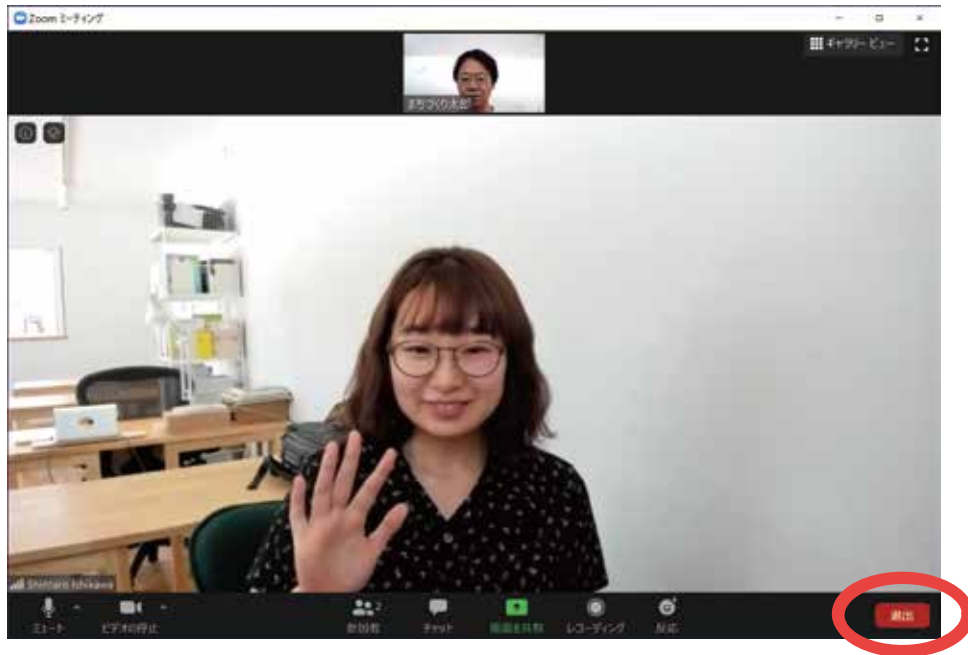 Zoom ミーティング
ギャラリー ビュー
まちづくり太郎
Shintaro Ishikawa
ミュート
ビデオの停止
参加者
2
チャット
画面を共有
レコーディング
反応
退出